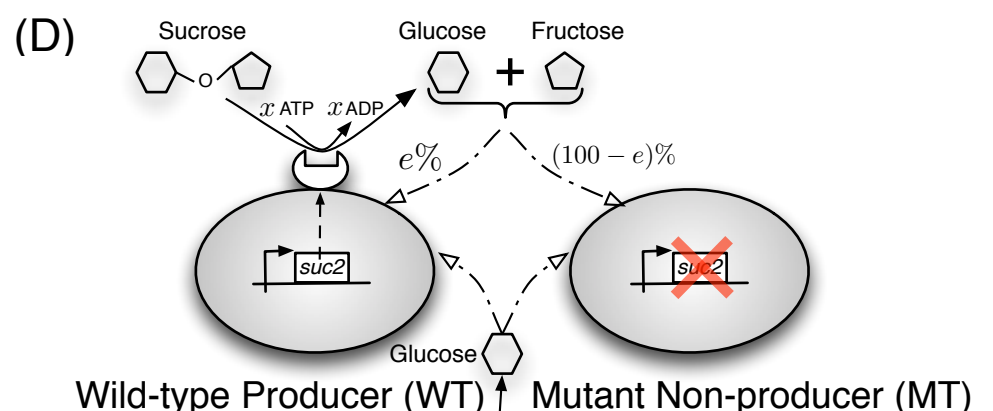 (D)
Sucrose
Glucose
Fructose
O
+
x ATP
x ADP
e%
(100 − e)%
suc2
suc2
Glucose
Wild-type Producer (WT)
Mutant Non-producer (MT)